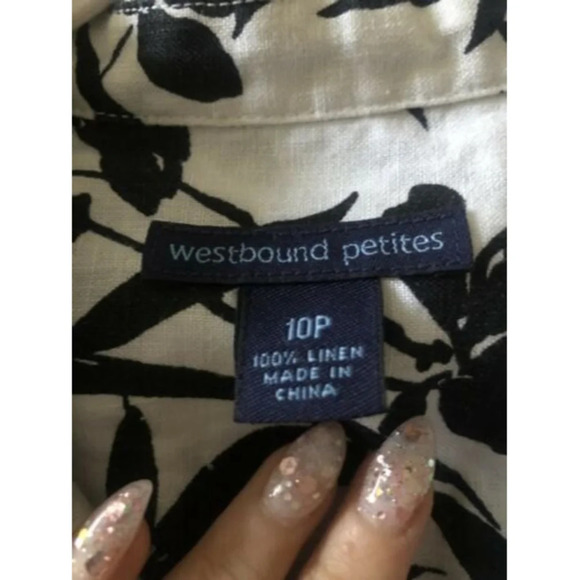 westbound petites
10P
100% LINEN
MADE IN
CHINA